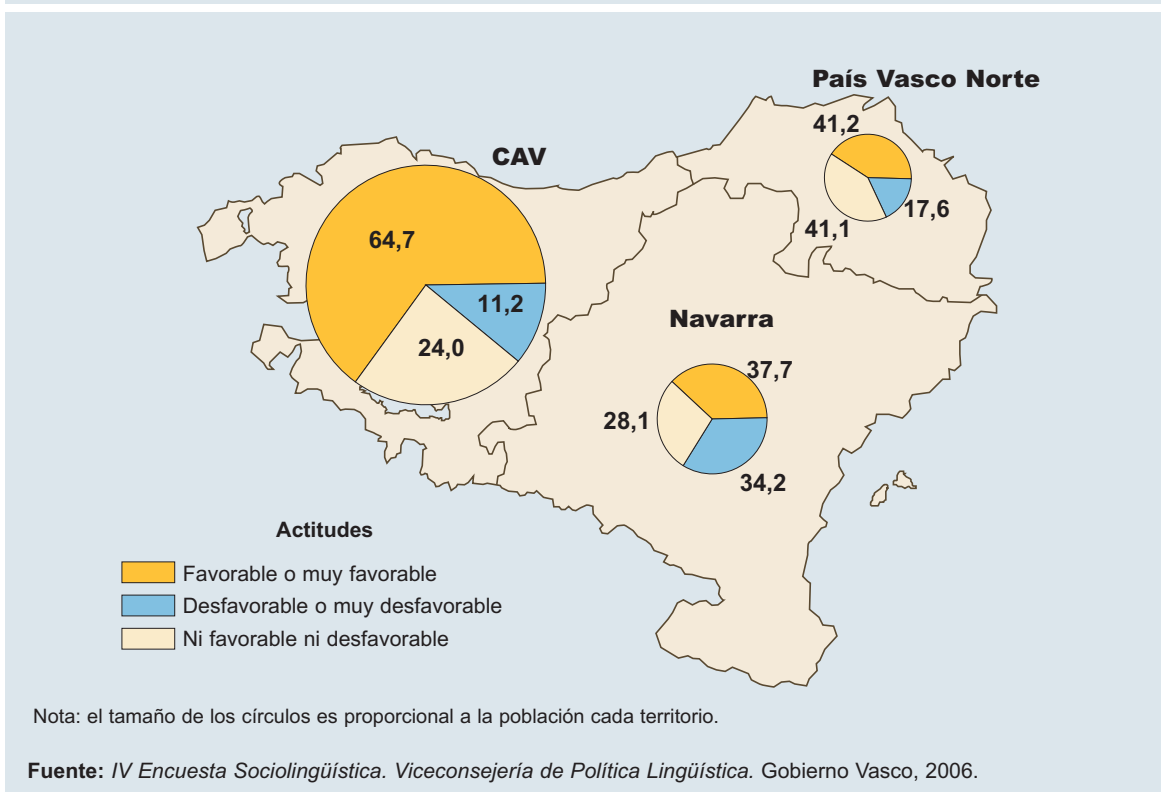 País Vasco Norte
41,2
17,6
41,1
CAV
64,7
11,2
24,0
Navarra
37,7
28,1
34,2
Actitudes
Favorable o muy favorable
Desfavorable o muy desfavorable
Ni favorable ni desfavorable
Nota: el tamaño de los círculos es proporcional a la población cada territorio.
Fuente: IV Encuesta Sociolingüística. Viceconsejería de Política Lingüística. Gobierno Vasco, 2006.